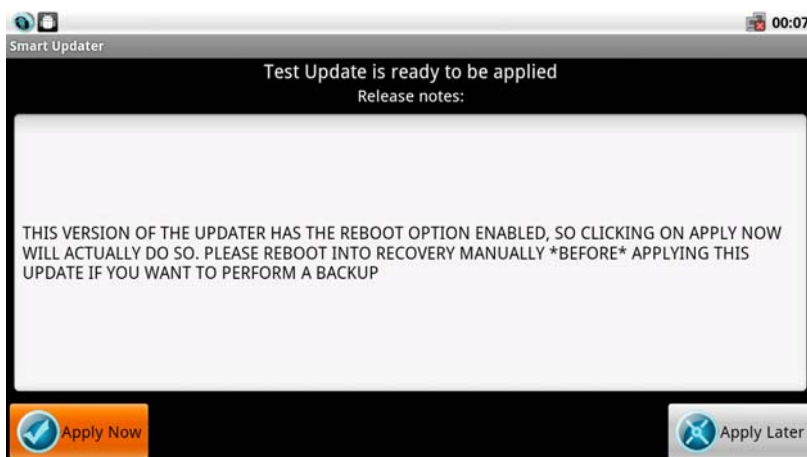 00:07
Smart Updater
Test Update is ready to be applied
Release notes:
THIS VERSION OF THE UPDATER HAS THE REBOOT OPTION ENABLED, SO CLICKING ON APPLY NOW
WILL ACTUALLY DO SO. PLEASE REBOOT INTO RECOVERY MANUALLY *BEFORE* APPLYING THIS
UPDATE IF YOU WANT TO PERFORM A BACKUP
Apply Now
Apply Later